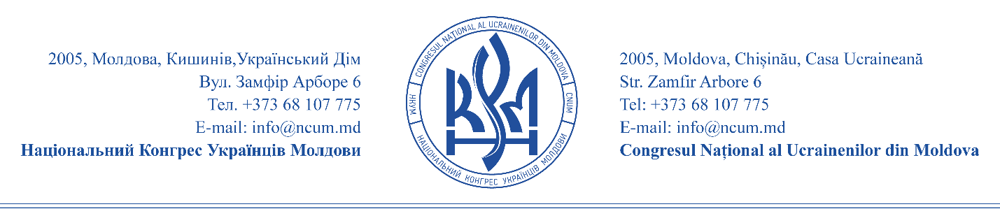 2005, Молдова, Кишинів,Український Дім
Вул. Замфір Арборе 6
Тел. +373 68 107 775
E-mail: info@ncum.md
Національний Конгрес Українців Молдови
CONGRESUL NAȚIONAL AL UCRAINENILOR DIN MOLDOVA
CNUM
НКУМ
НАЦІОНАЛЬНИЙ КОНГРЕС УКРАЇНЦІВ МОЛДОВИ
2005, Moldova, Chișinău, Casa Ucraineană
Str. Zamfir Arbore 6
Tel: +373 68 107 775
E-mail: info@ncum.md
Congresul Național al Ucrainenilor din Moldova